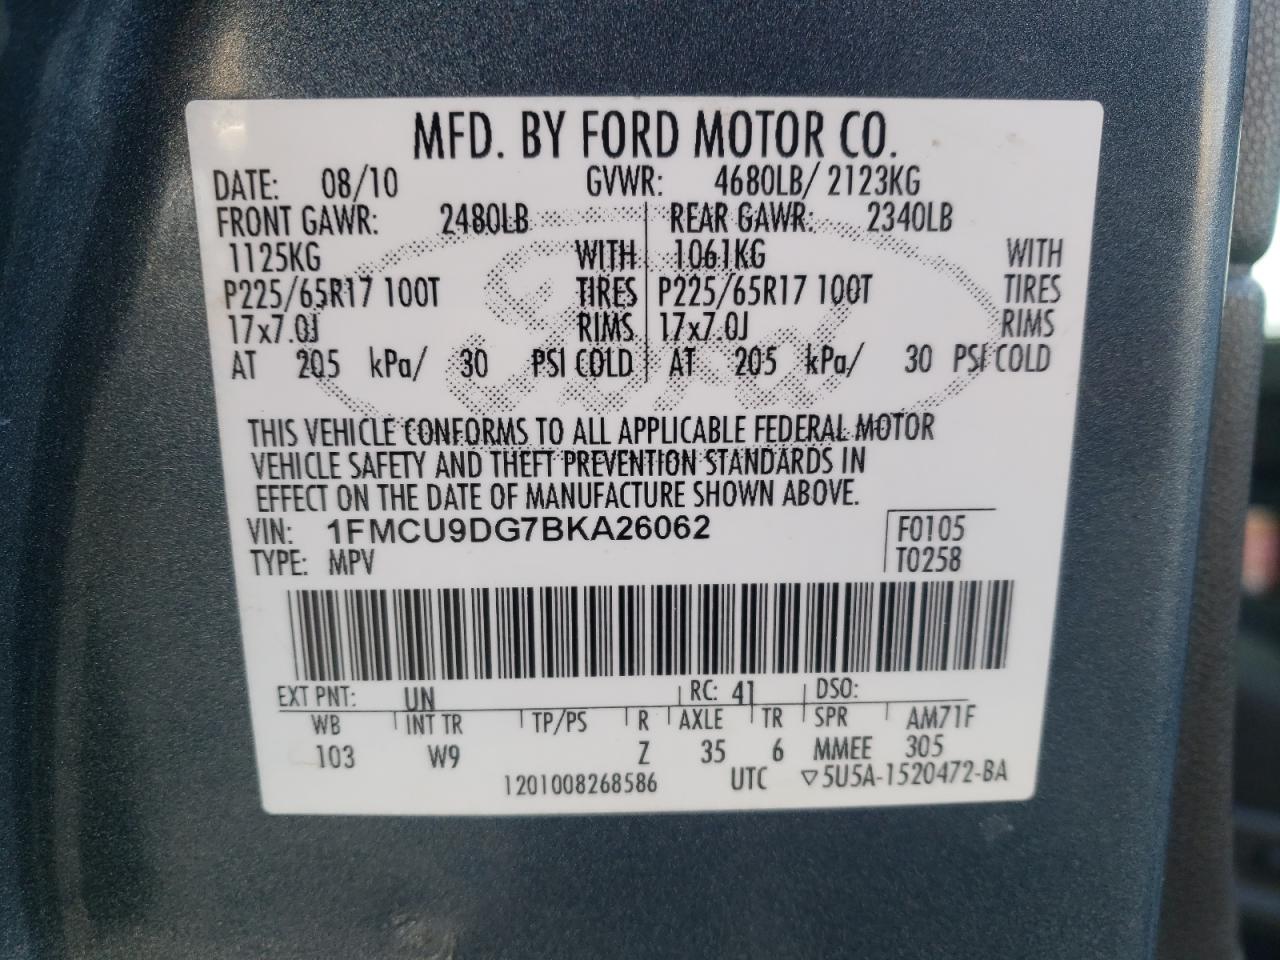 MFD. BY FORD MOTOR CO.
DATE: 08/10 GVWR: 4680LB/ 2123KG
FRONT GAWR: 2480LB REAR GAWR: 2340LB
1125KG WITH 1061KG WITH
P225/65R17 100T TIRES P225/65R17 100T TIRES
17x7.0J RIMS 17x7.0J RIMS
AT 205 kPa/ 30 PSI COLD AT 205 kPa/ 30 PSI COLD
THIS VEHICLE CONFORMS TO ALL APPLICABLE FEDERAL MOTOR
VEHICLE SAFETY AND THEFT PREVENTION STANDARDS IN
EFFECT ON THE DATE OF MANUFACTURE SHOWN ABOVE.
VIN: 1FMCU9DG7BKA26062 F0105
TYPE: MPV T0258
EXT PNT: UN RC: 41 DSO:
WB INT TR TP/PS R AXLE TR SPR AM71F
103 W9 Z 35 6 MMEE 305
1201008268586 UTC ▽5U5A-1520472-BA